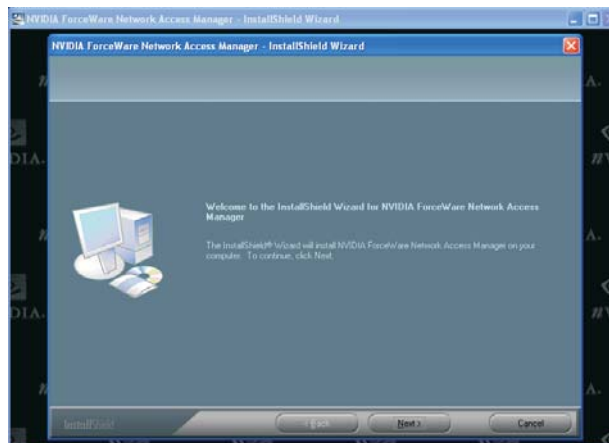 NVIDIA ForceWare Network Access Manager - InstallShield Wizard
NVIDIA ForceWare Network Access Manager - InstallShield Wizard
Welcome to the InstallShield Wizard for NVIDIA ForceWare Network Access
Manager
The InstallShield® Wizard will install NVIDIA ForceWare Network Access Manager on your
computer. To continue, click Next.
InstallShield
< Back
Next >
Cancel